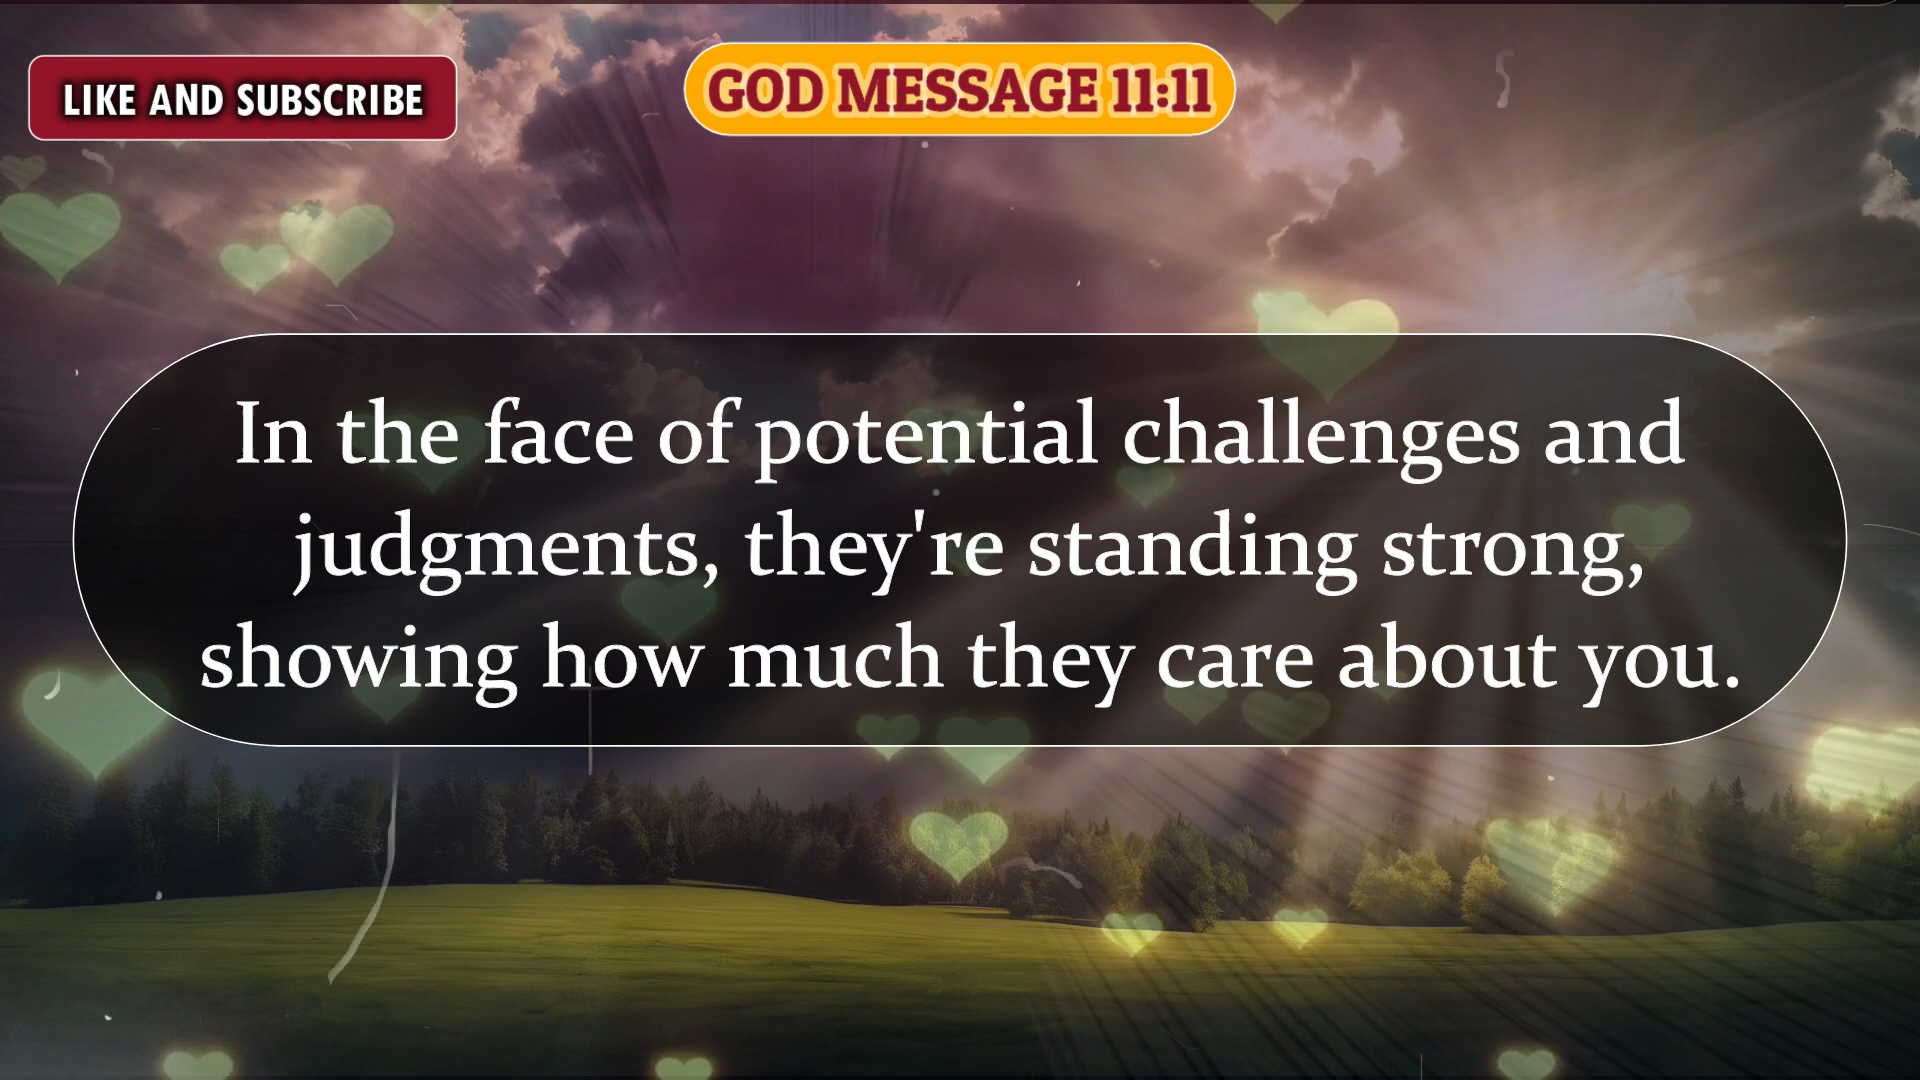 LIKE AND SUBSCRIBE
GOD MESSAGE 11:11
In the face of potential challenges and
judgments, they're standing strong,
showing how much they care about you.